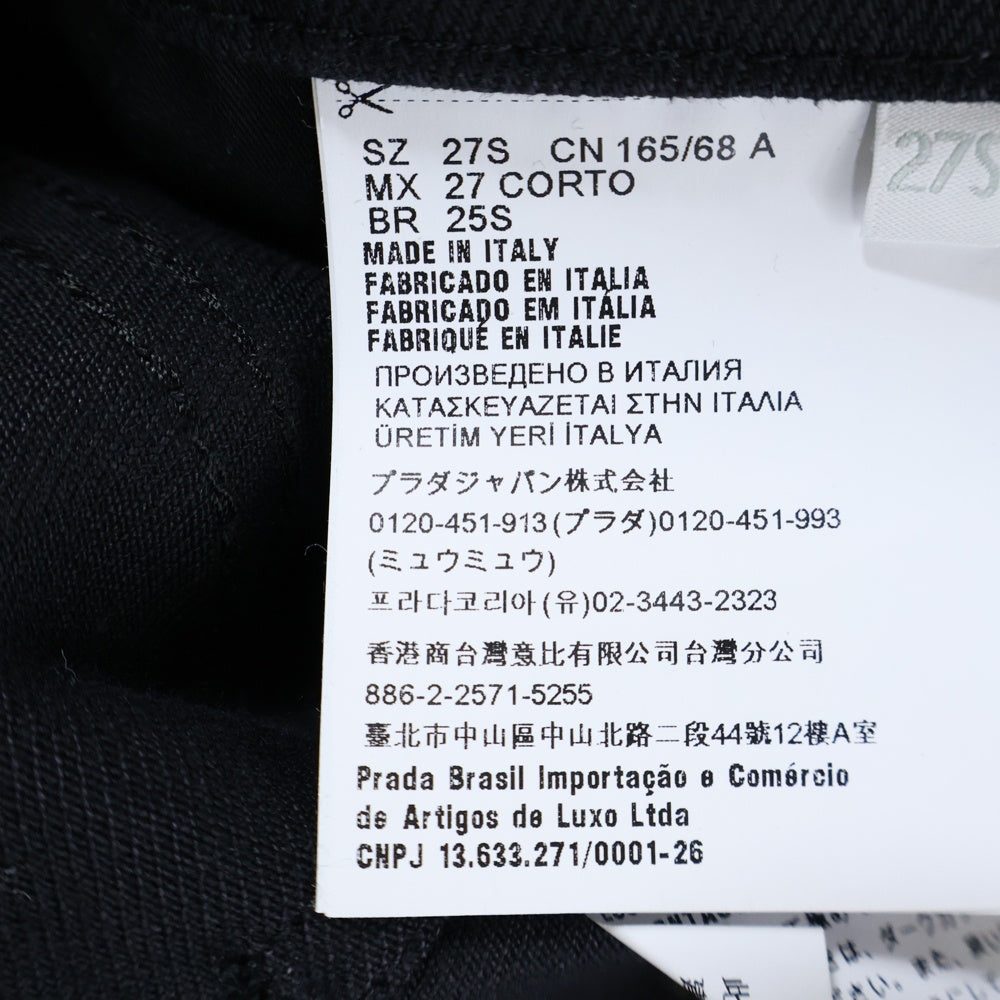 SZ 27S CN 165/68 A
MX 27 CORTO
BR 25S
MADE IN ITALY
FABRICADO EN ITALIA
FABRICADO EM ITÁLIA
FABRIQUÉ EN ITALIE
ПРОИЗВЕДЕНО В ИТАЛИЯ
ΚΑΤΑΣΚΕΥΑΖΕΤΑΙ ΣΤΗΝ ΙΤΑΛΙΑ
ÜRETİM YERİ İTALYA
プラダジャパン株式会社
0120-451-913(プラダ)0120-451-993
(ミュウミュウ)
프라다코리아(유)02-3443-2323
香港商台灣意比有限公司台灣分公司
886-2-2571-5255
臺北市中山區中山北路二段44號12樓A室
Prada Brasil Importação e Comércio
de Artigos de Luxo Ltda
CNPJ 13.633.271/0001-26
27S